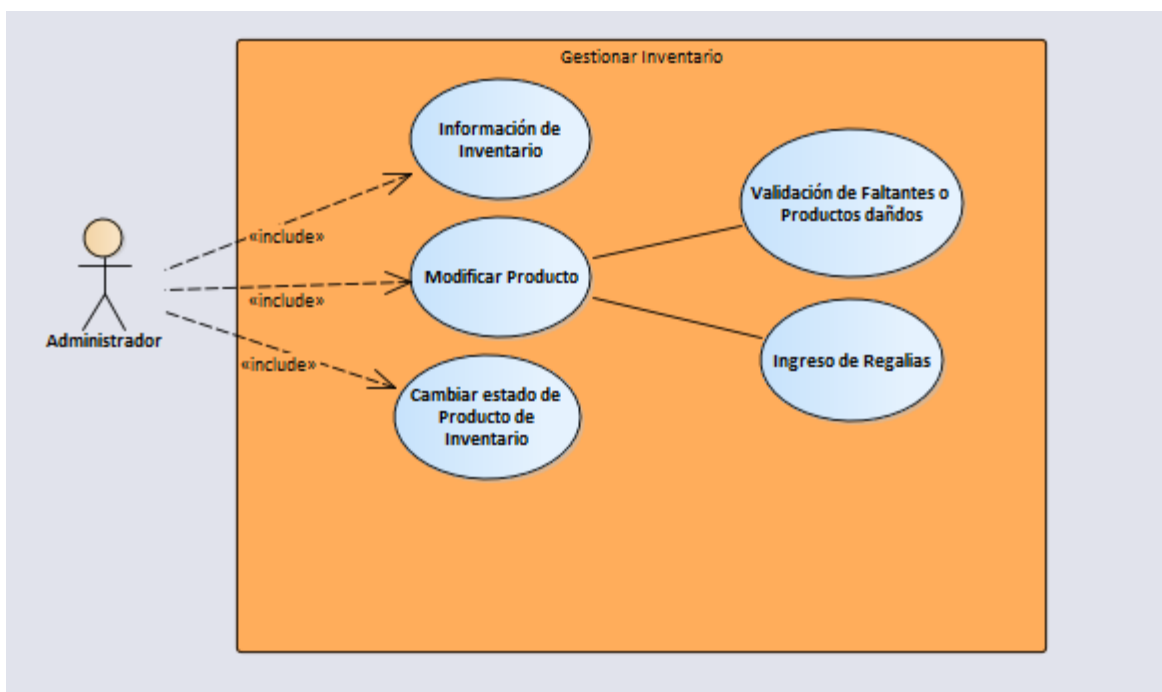 Gestionar Inventario
Información de
Inventario
Validación de Faltantes o
Productos dañdos
«include»
Modificar Producto
«include»
Administrador
Ingreso de Regalias
«include»
Cambiar estado de
Producto de
Inventario